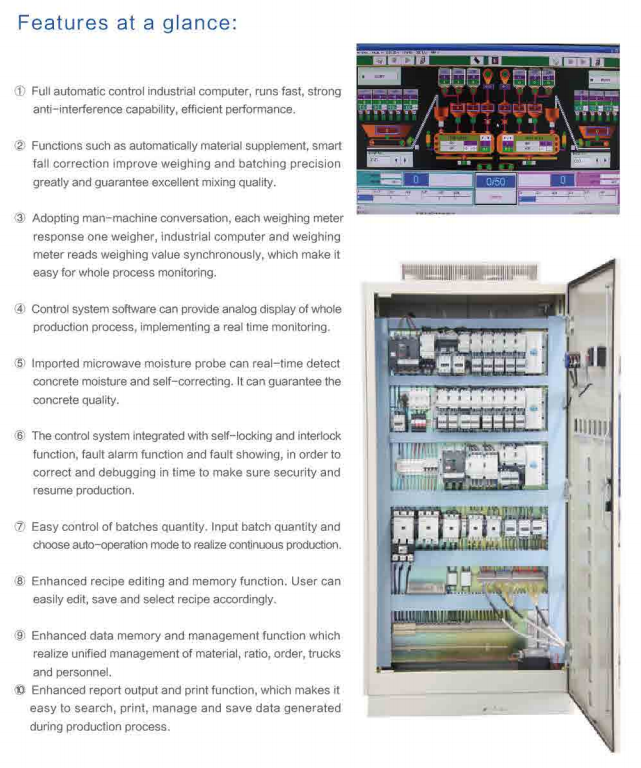 Features at a glance:
① Full automatic control industrial computer, runs fast, strong
anti-interference capability, efficient performance.
② Functions such as automatically material supplement, smart
fall correction improve weighing and batching precision
greatly and guarantee excellent mixing quality.
③ Adopting man-machine conversation, each weighing meter
response one weigher, industrial computer and weighing
meter reads weighing value synchronously, which make it
easy for whole process monitoring.
④ Control system software can provide analog display of whole
production process, implementing a real time monitoring.
⑤ Imported microwave moisture probe can real-time detect
concrete moisture and self-correcting. It can guarantee the
concrete quality.
⑥ The control system integrated with self-locking and interlock
function, fault alarm function and fault showing, in order to
correct and debugging in time to make sure security and
resume production.
⑦ Easy control of batches quantity. Input batch quantity and
choose auto-operation mode to realize continuous production.
⑧ Enhanced recipe editing and memory function. User can
easily edit, save and select recipe accordingly.
⑨ Enhanced data memory and management function which
realize unified management of material, ratio, order, trucks
and personnel.
⑩ Enhanced report output and print function, which makes it
easy to search, print, manage and save data generated
during production process.
0 0/50 0